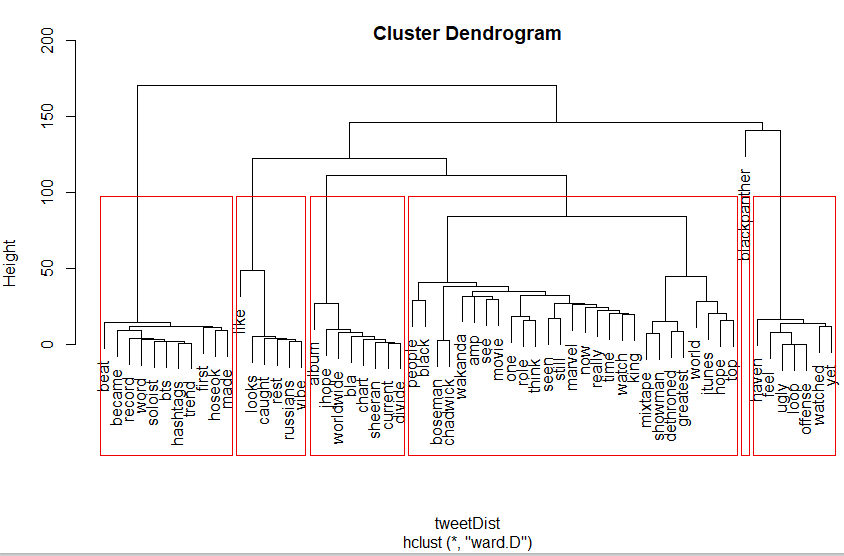 Cluster Dendrogram
Height
200
150
100
50
0
beat
became
record
word
soloist
bts
hashtags
trend
first
hoseok
made
like
looks
caught
rest
russians
vibe
album
jhope
worldwide
bla
chart
sheeran
current
divide
people
black
boseman
chadwick
wakanda
amp
see
movie
one
role
think
seen
still
marvel
now
really
time
watch
king
mixtape
showman
dethroned
greatest
world
itunes
hope
top
blackpanther
haven
feel
ugly
loop
offense
watched
yet
tweetDist
hclust (*, "ward.D")